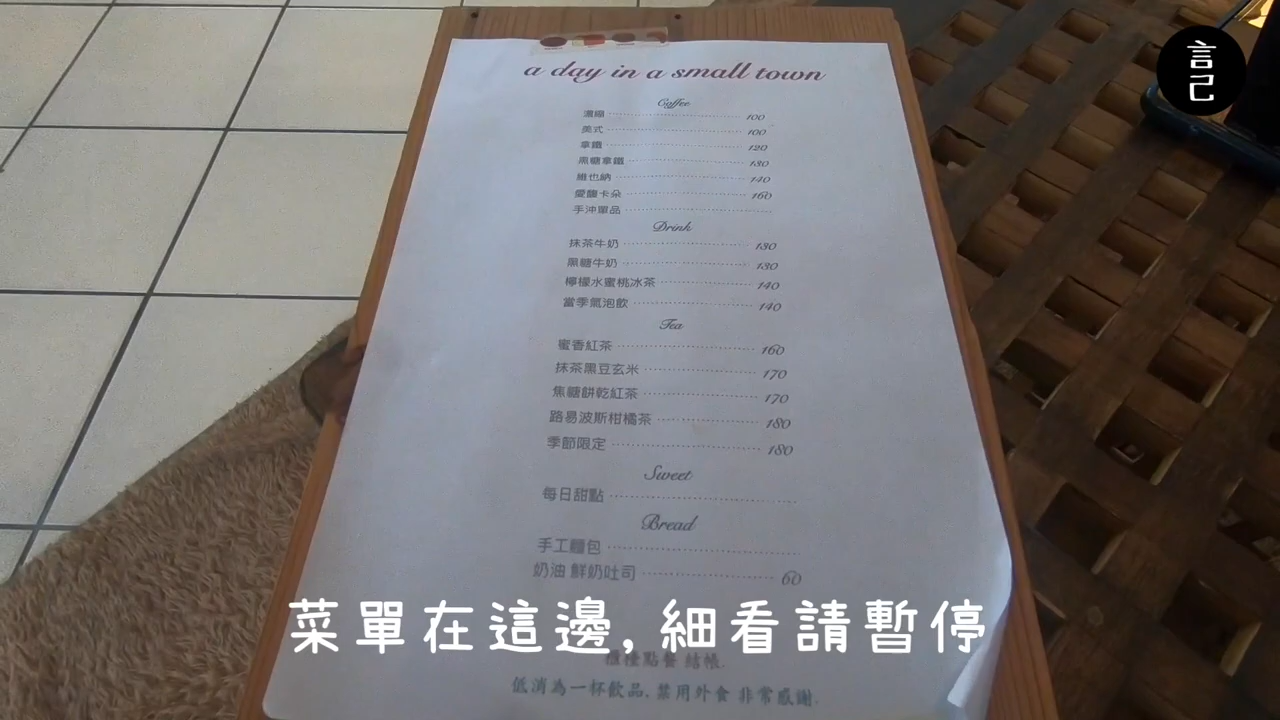 言己
a day in a small town
Coffee
濃縮 100
美式 100
拿鐵 120
黑糖拿鐵 130
維也納 140
愛馥卡朵 160
手沖單品
Drink
抹茶牛奶 130
黑糖牛奶 130
檸檬水蜜桃冰茶 140
當季氣泡飲 140
Tea
蜜香紅茶 160
抹茶黑豆玄米 170
焦糖餅乾紅茶 170
路易波斯柑橘茶 180
季節限定 180
Sweet
每日甜點
Bread
手工麵包
奶油 鮮奶吐司 60
菜單在這邊,細看請暫停
櫃檯點餐 結帳.
低消為一杯飲品,禁用外食 非常感謝.